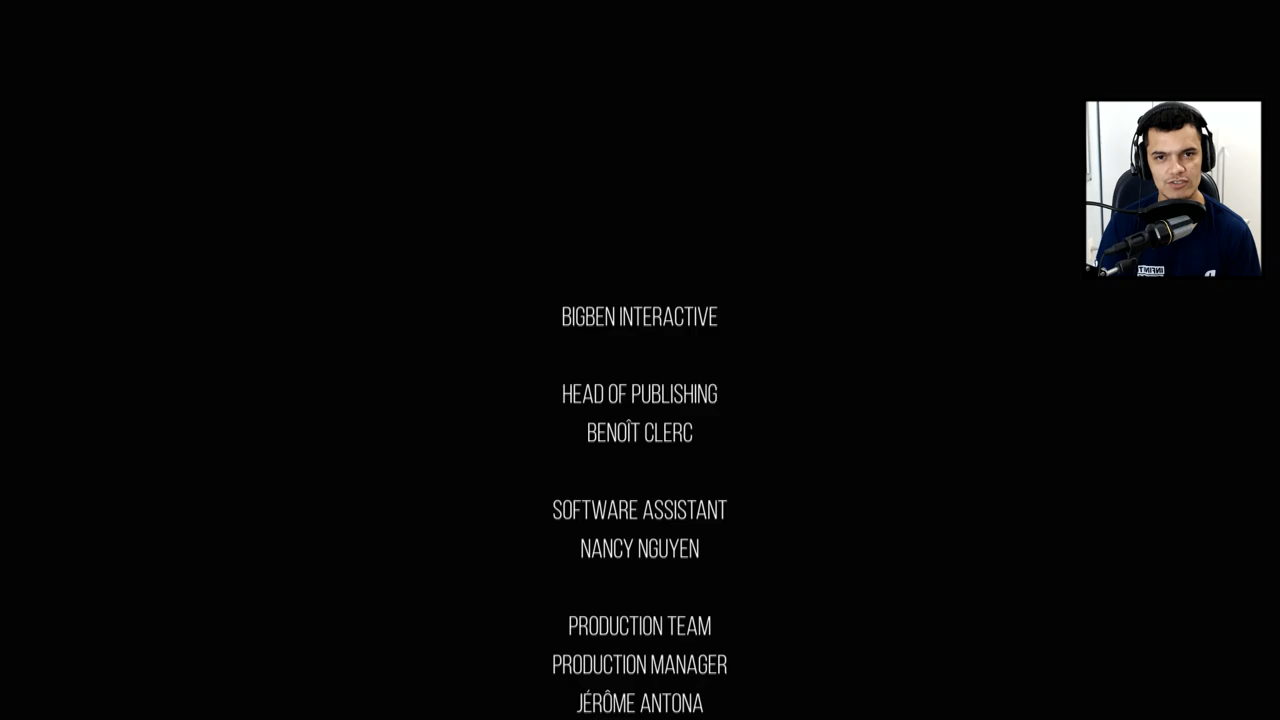 BIGBEN INTERACTIVE
HEAD OF PUBLISHING
BENOÎT CLERC
SOFTWARE ASSISTANT
NANCY NGUYEN
PRODUCTION TEAM
PRODUCTION MANAGER
JÉRÔME ANTONA